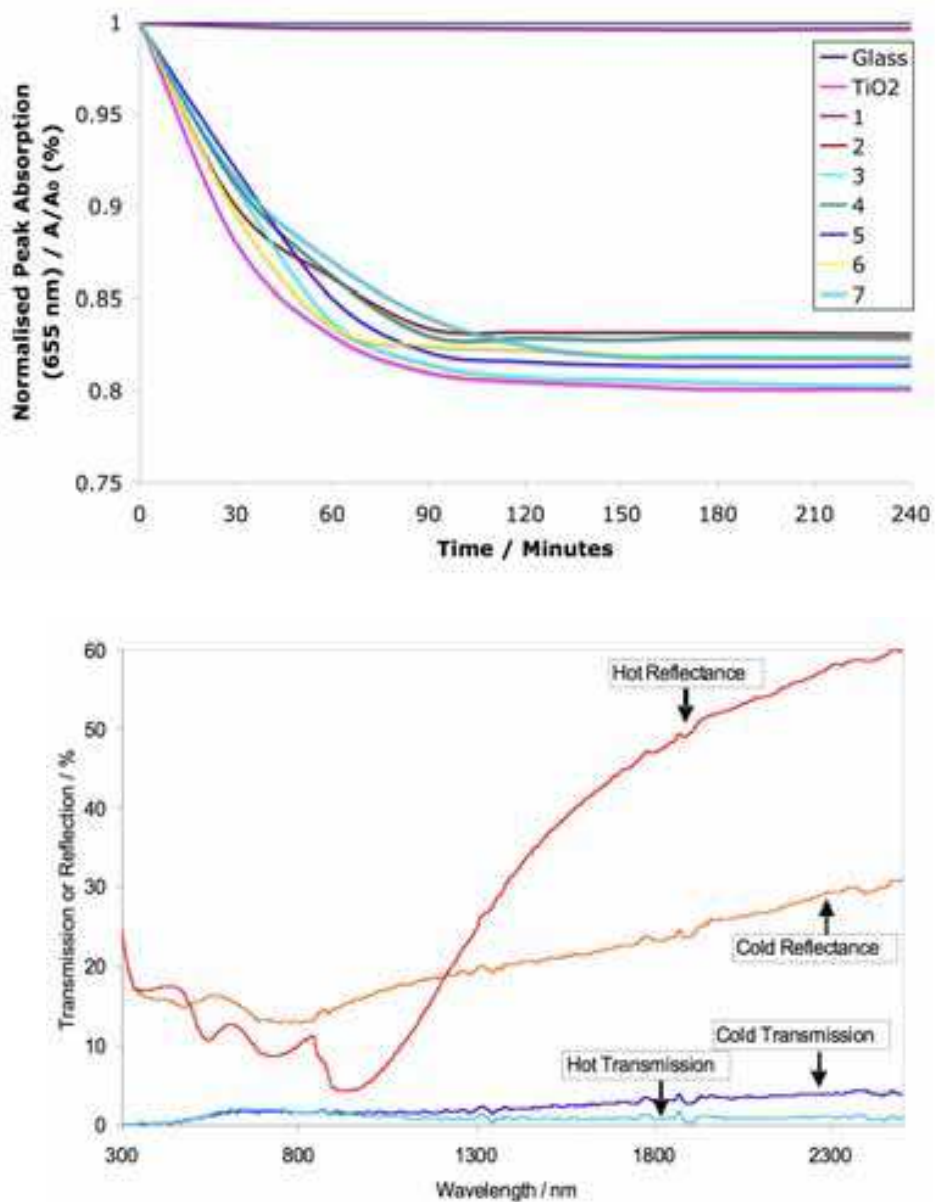 1
0.95
0.9
0.85
0.8
0.75
Normalised Peak Absorption
(655 nm) / A/A₀ (%)
Glass
TiO2
1
2
3
4
5
6
7
0 30 60 90 120 150 180 210 240
Time / Minutes
60
50
40
30
20
10
0
Transmission or Reflection / %
Hot Reflectance
Cold Reflectance
Cold Transmission
Hot Transmission
300 800 1300 1800 2300
Wavelength / nm